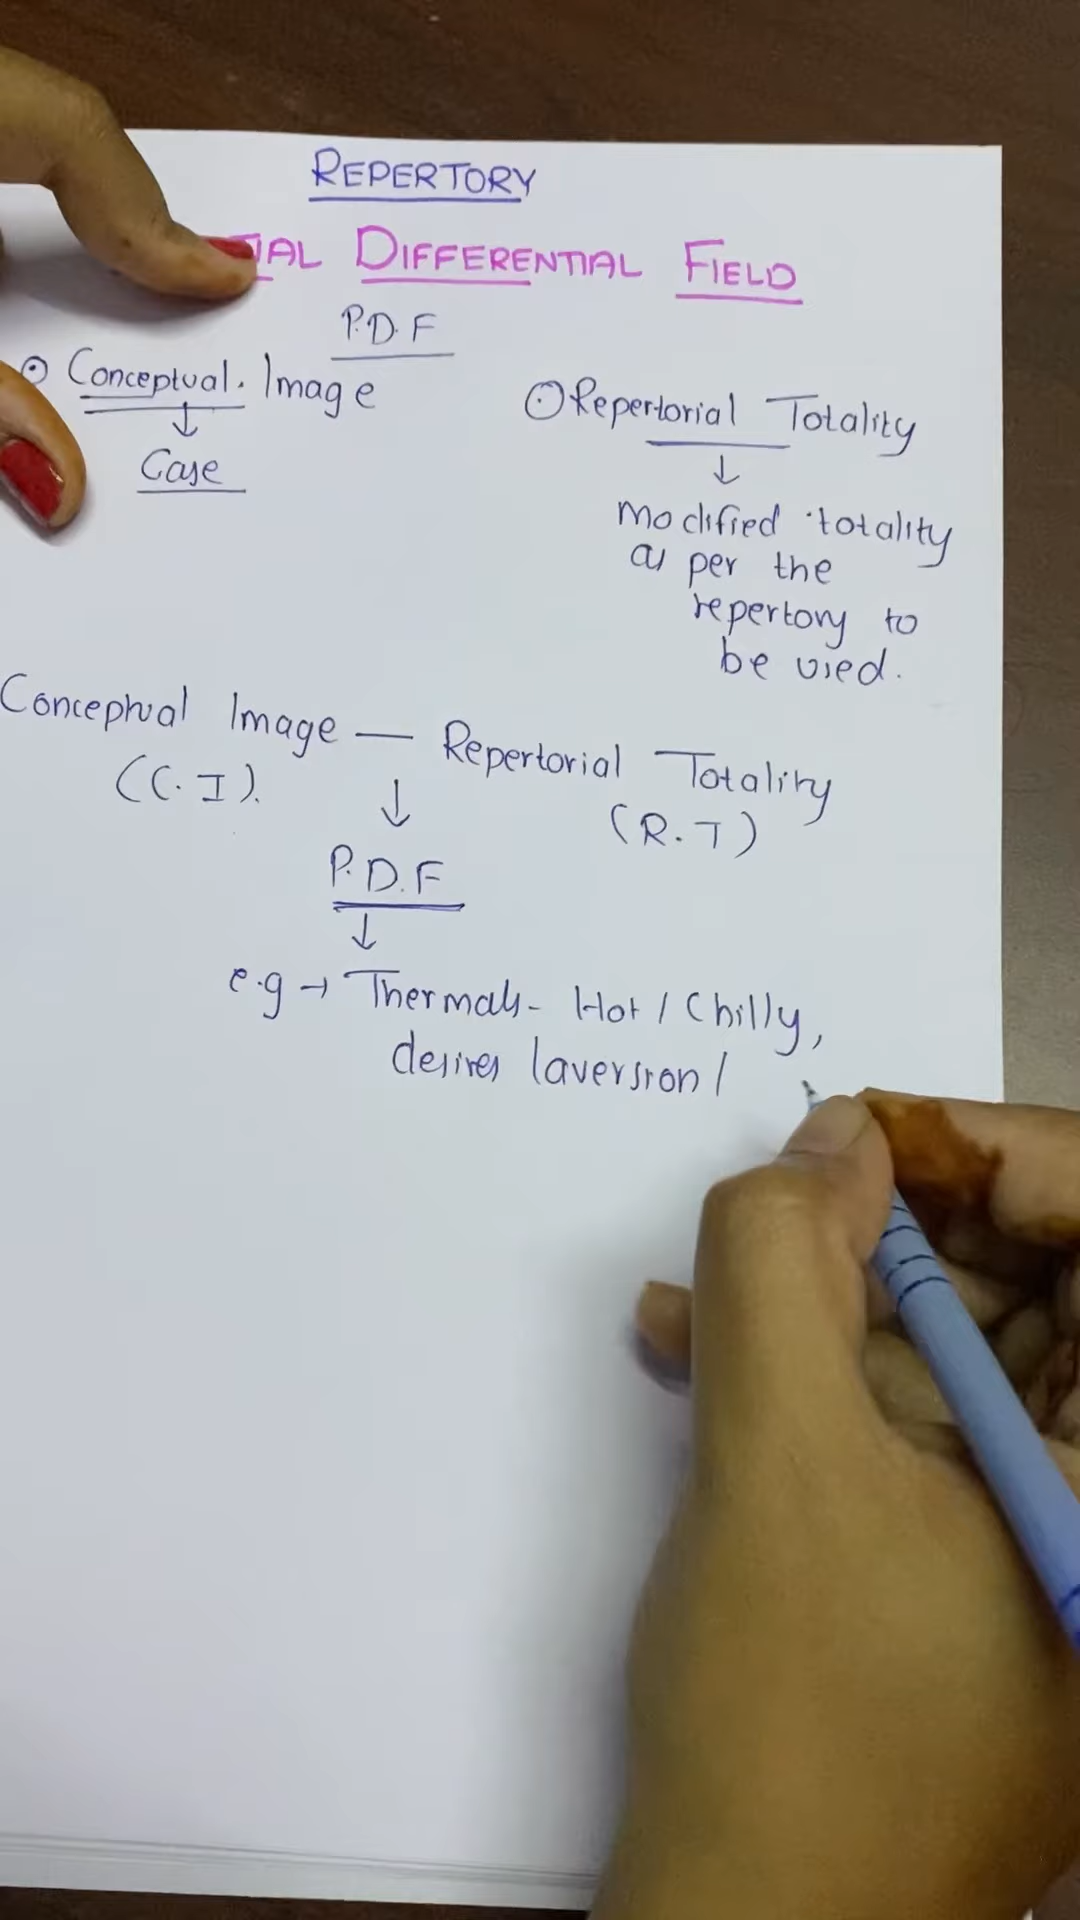 REPERTORY
TIAL DIFFERENTIAL FIELD
P.D.F
Conceptual. Image
↓
Case
Repertorial Totality
↓
modified totality
as per the
repertory to
be used.
Conceptual Image — Repertorial Totality
(C.I). (R.T)
↓
P.D.F
↓
e.g → Thermals - Hot / Chilly,
desires / aversion /